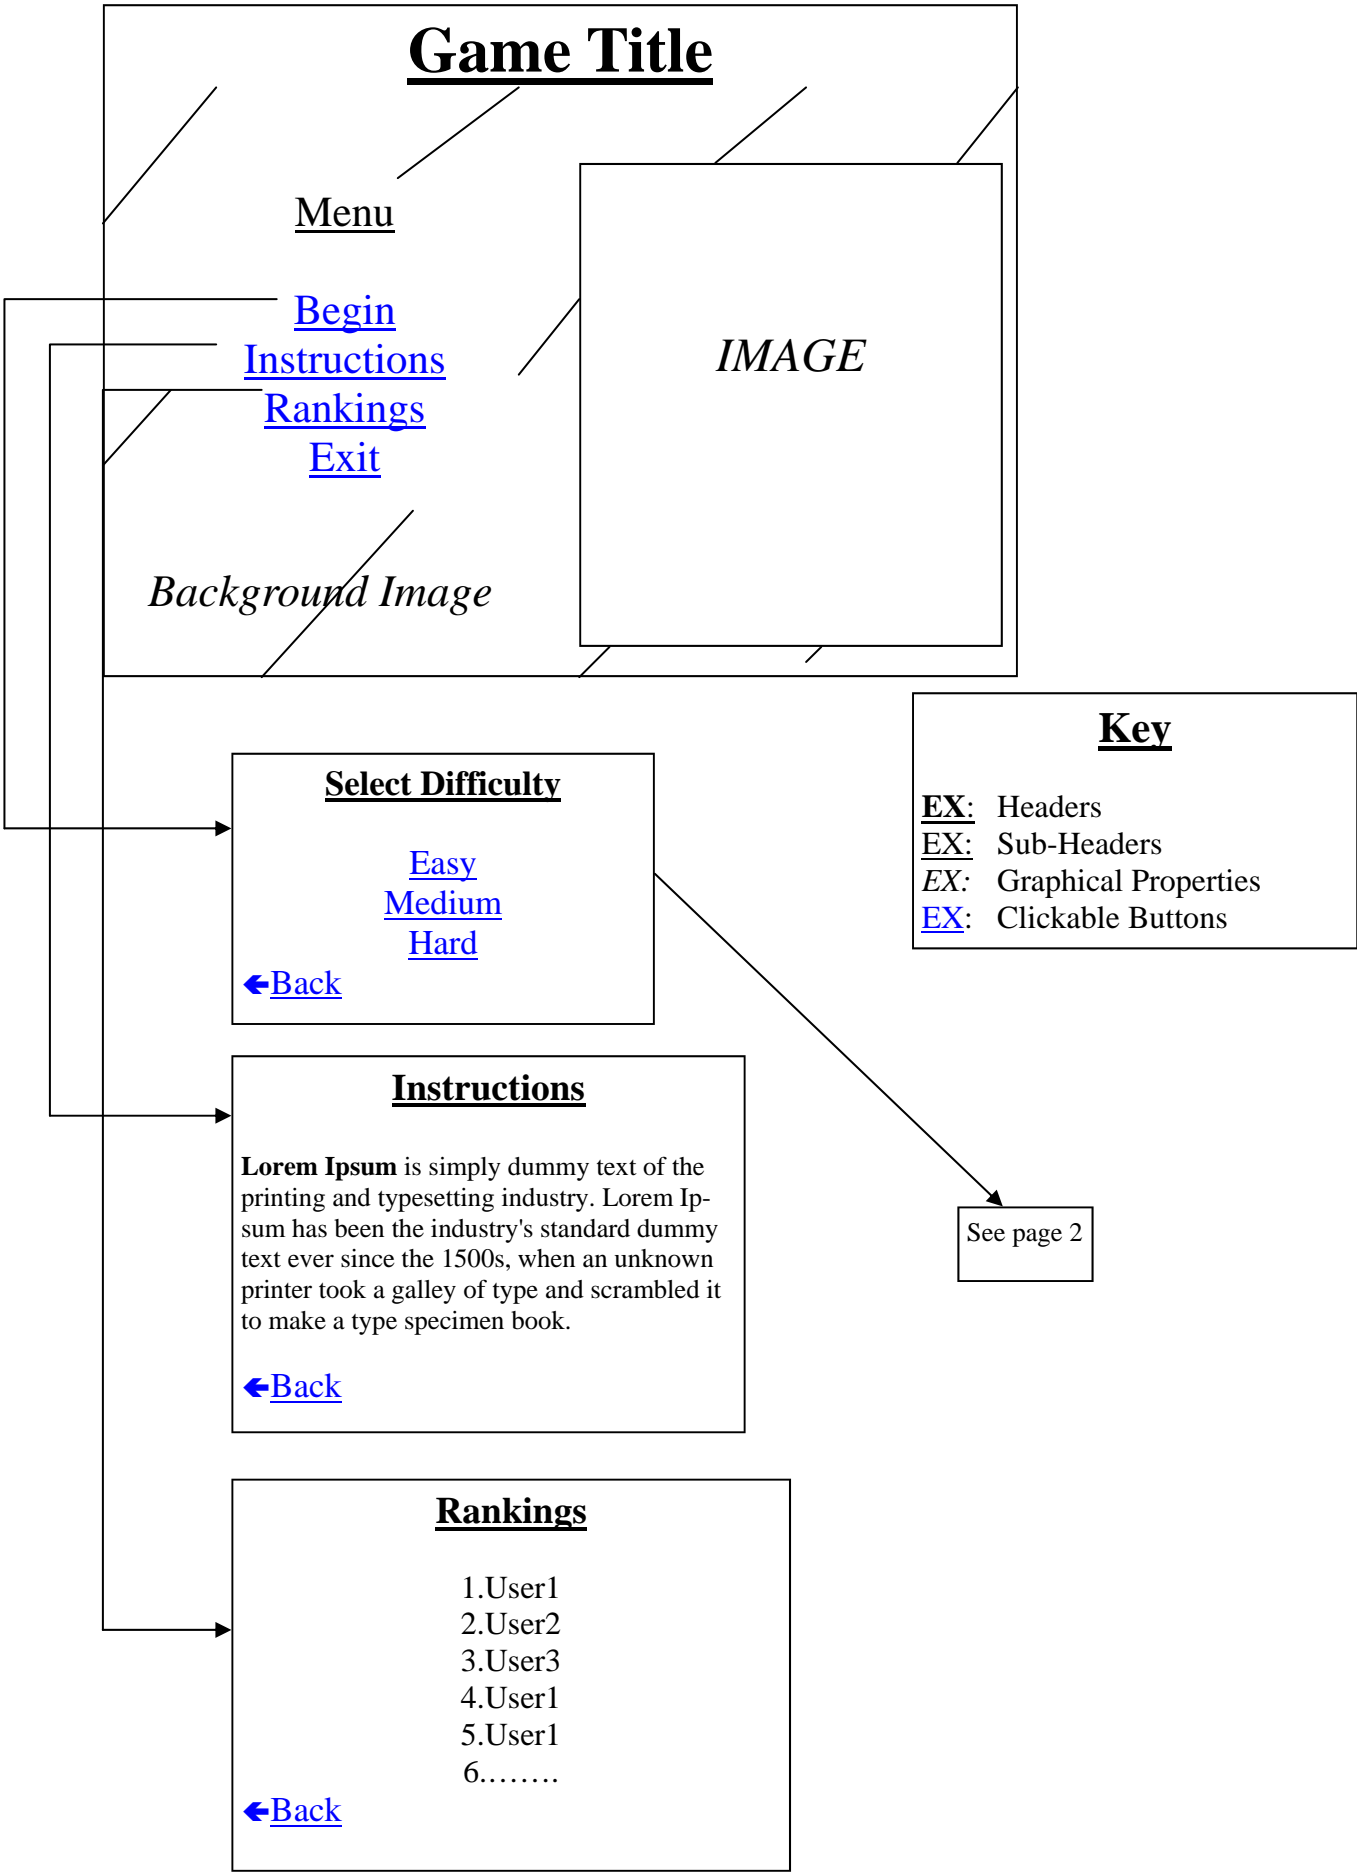 Game Title
Menu
Begin
Instructions
Rankings
Exit
IMAGE
Background Image
Key
EX: Headers
EX: Sub-Headers
EX: Graphical Properties
EX: Clickable Buttons
Select Difficulty
Easy
Medium
Hard
🡸Back
Instructions
Lorem Ipsum is simply dummy text of the
printing and typesetting industry. Lorem Ip-
sum has been the industry's standard dummy
text ever since the 1500s, when an unknown
printer took a galley of type and scrambled it
to make a type specimen book.
🡸Back
See page 2
Rankings
1.User1
2.User2
3.User3
4.User1
5.User1
6.…….
🡸Back